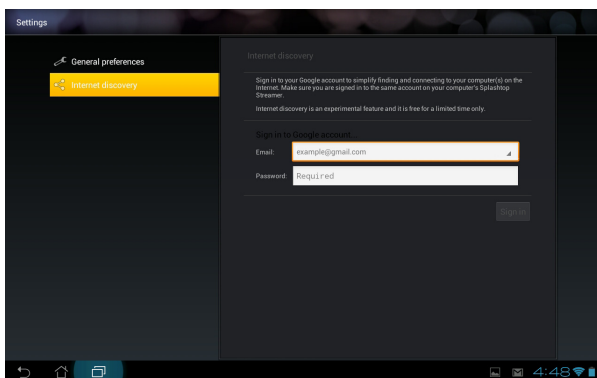 Settings
General preferences
Internet discovery
Internet discovery
Sign in to your Google account to simplify finding and connecting to your computer(s) on the
Internet. Make sure you are signed in to the same account on your computer's Splashtop
Streamer.
Internet discovery is an experimental feature and it is free for a limited time only.
Sign in to Google account...
Email: example@gmail.com
Password: Required
Sign in
4:48